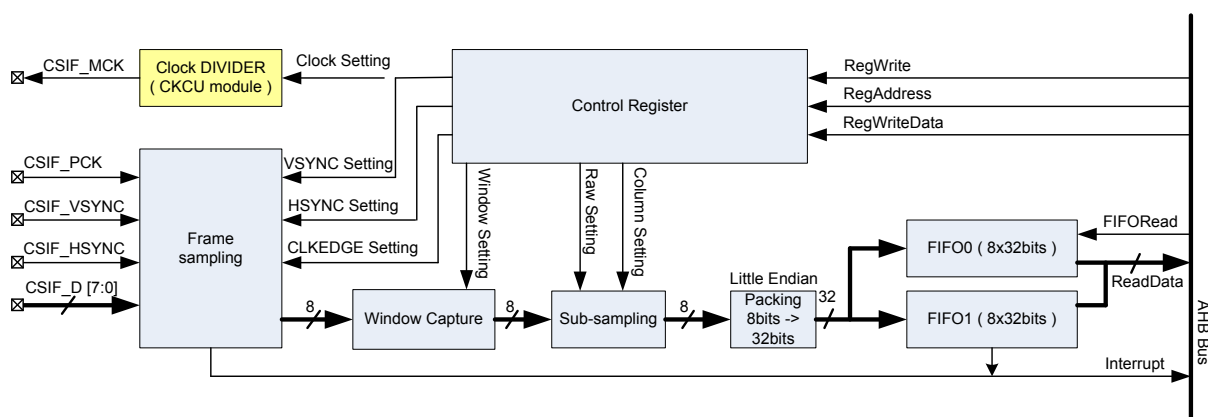 CSIF_MCK
Clock DIVIDER
( CKCU module )
Clock Setting
Control Register
RegWrite
RegAddress
RegWriteData
CSIF_PCK
CSIF_VSYNC
CSIF_HSYNC
CSIF_D [7:0]
Frame
sampling
VSYNC Setting
HSYNC Setting
CLKEDGE Setting
Window Setting
Raw Setting
Column Setting
8
Window Capture
8
Sub-sampling
8
Little Endian
Packing
8bits ->
32bits
32
FIFO0 ( 8x32bits )
FIFO1 ( 8x32bits )
FIFORead
ReadData
Interrupt
AHB Bus